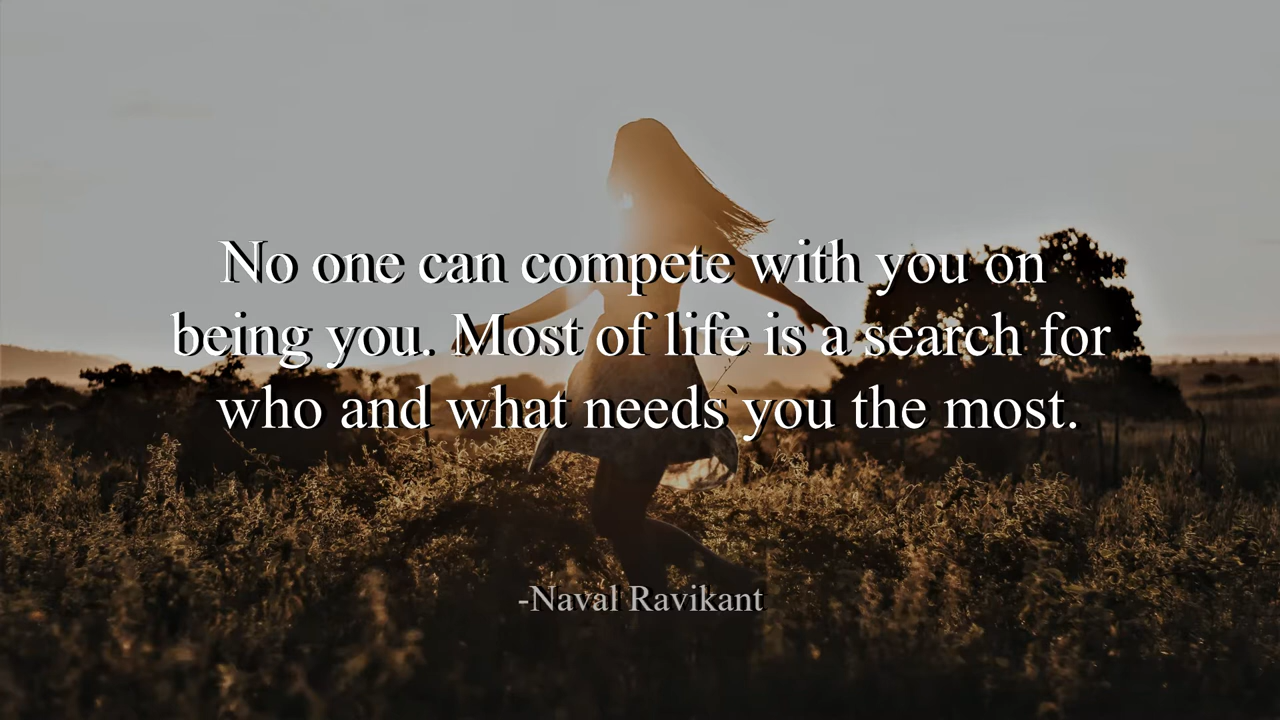 No one can compete with you on
being you. Most of life is a search for
who and what needs you the most.
-Naval Ravikant